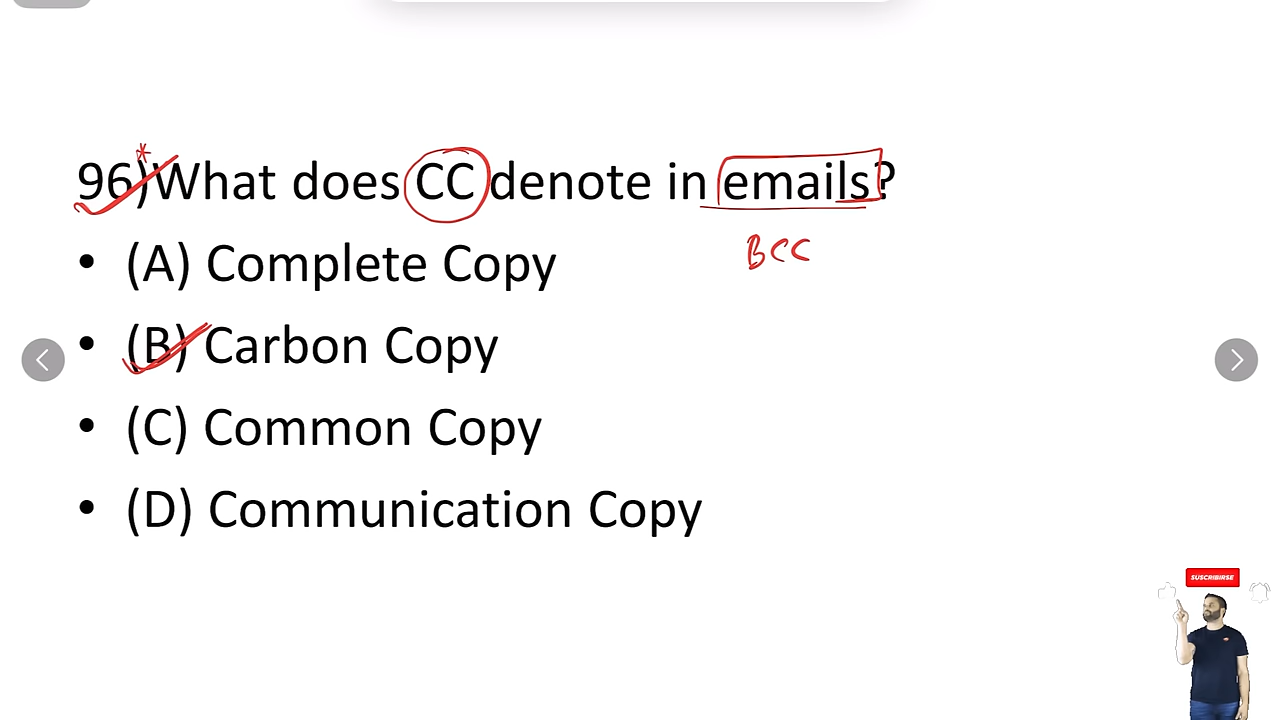 96)*What does CC denote in emails?
BCC
• (A) Complete Copy
• (B) Carbon Copy
• (C) Common Copy
• (D) Communication Copy
SUSCRIBIRSE